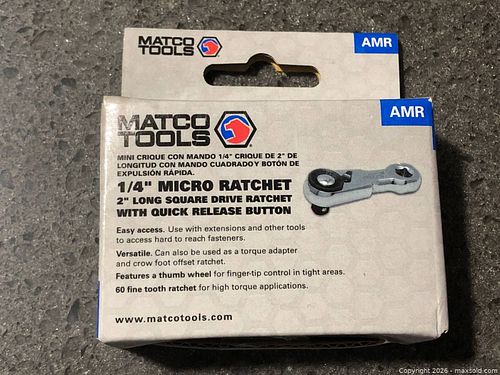 MATCO
TOOLS
AMR
AMR
MATCO
TOOLS
MINI CRIQUE CON MANDO 1/4" CRIQUE DE 2" DE
LONGITUD CON MANDO CUADRADO Y BOTÓN DE
EXPULSIÓN RÁPIDA.
1/4" MICRO RATCHET
2" LONG SQUARE DRIVE RATCHET
WITH QUICK RELEASE BUTTON
Easy access. Use with extensions and other tools
to access hard to reach fasteners.
Versatile. Can also be used as a torque adapter
and crow foot offset ratchet.
Features a thumb wheel for finger-tip control in tight areas.
60 fine tooth ratchet for high torque applications.
www.matcotools.com
Copyright 2026 - maxsold.com